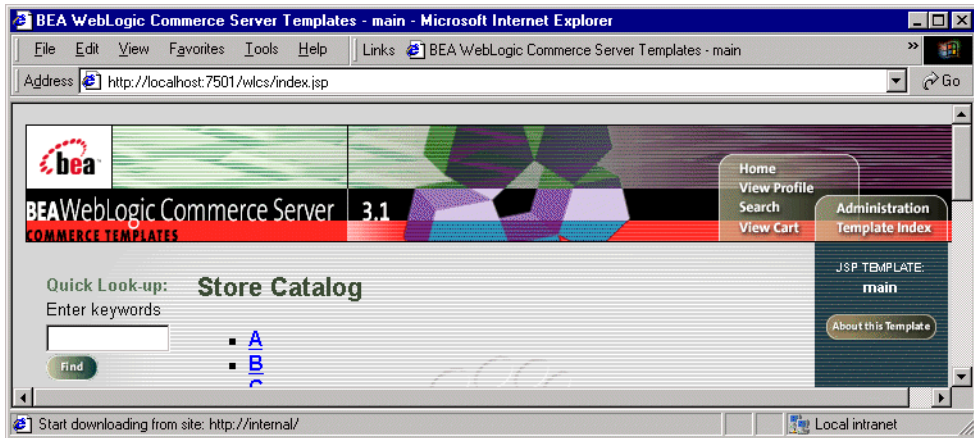 BEA WebLogic Commerce Server Templates - main - Microsoft Internet Explorer
File Edit View Favorites Tools Help Links BEA WebLogic Commerce Server Templates - main »
Address http://localhost:7501/wlcs/index.jsp Go
bea
Home
View Profile
Search
View Cart
BEA WebLogic Commerce Server 3.1
COMMERCE TEMPLATES
Administration
Template Index
JSP TEMPLATE:
main
About this Template
Quick Look-up:
Enter keywords
Find
Store Catalog
A
B
C
Start downloading from site: http://internal/ Local intranet